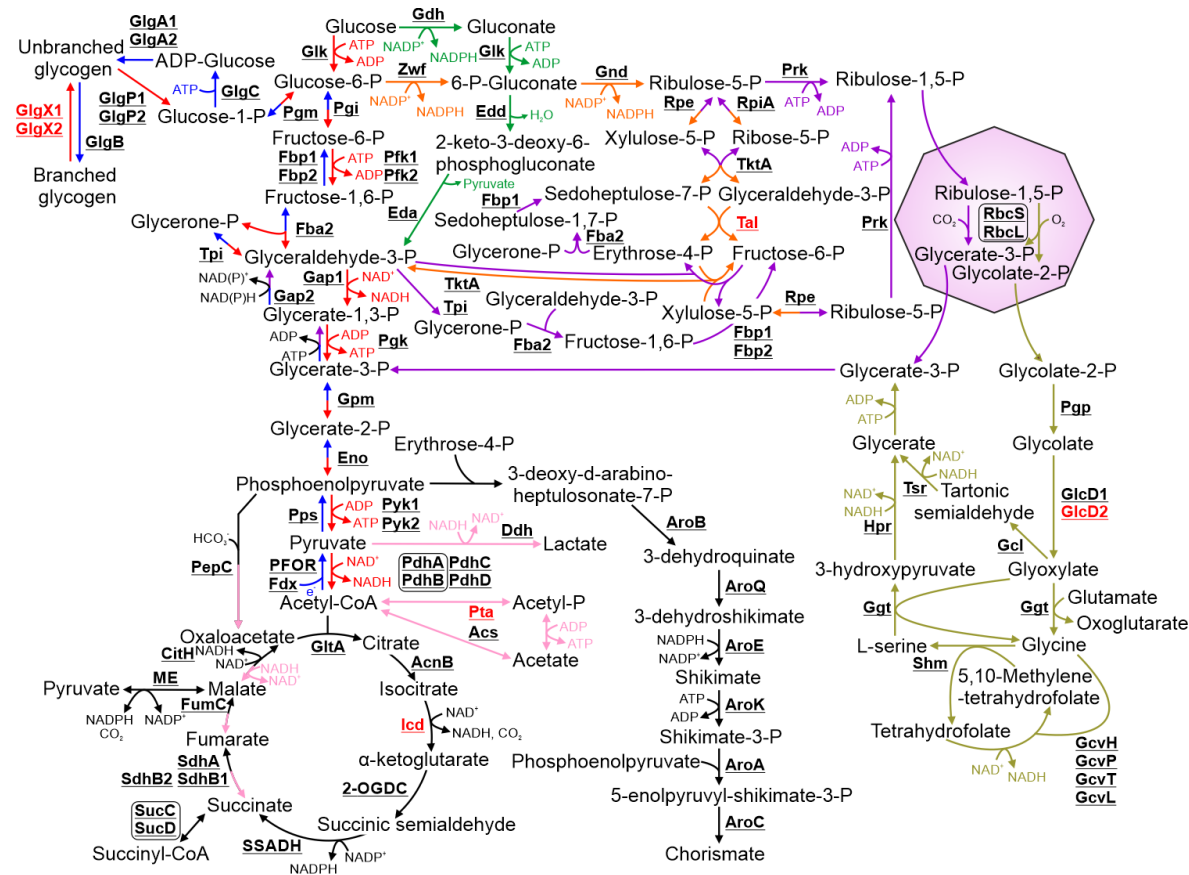 GlgA1
GlgA2
Unbranched
glycogen
ADP-Glucose
GlgX1
GlgX2
GlgP1
GlgP2
ATP
GlgC
Glucose-1-P
GlgB
Branched
glycogen
Glucose
Gdh
Gluconate
NADP⁺
NADPH
Glk
ATP
ADP
Glk
ATP
ADP
Glucose-6-P
Zwf
6-P-Gluconate
Gnd
Ribulose-5-P
Prk
Ribulose-1,5-P
NADP⁺
NADPH
NADP⁺
NADPH
ATP
ADP
Pgm
Pgi
Edd
H₂O
Rpe
RpiA
Fructose-6-P
2-keto-3-deoxy-6-
phosphogluconate
Xylulose-5-P
Ribose-5-P
Fbp1
Fbp2
ATP
ADP
Pfk1
Pfk2
TktA
ADP
ATP
Fructose-1,6-P
Pyruvate
Fbp1
Sedoheptulose-7-P
Glyceraldehyde-3-P
Ribulose-1,5-P
CO₂
RbcS
RbcL
O₂
Glycerone-P
Eda
Sedoheptulose-1,7-P
Tal
Prk
Fba2
Tpi
Glycerone-P
Fba2
Erythrose-4-P
Fructose-6-P
Glycerate-3-P
Glycolate-2-P
Glyceraldehyde-3-P
NAD(P)⁺
NAD(P)H
Gap2
Gap1
NAD⁺
NADH
TktA
Tpi
Glyceraldehyde-3-P
Rpe
Glycerate-1,3-P
Glycerone-P
Xylulose-5-P
Ribulose-5-P
ADP
ATP
ADP
ATP
Pgk
Fba2
Fructose-1,6-P
Fbp1
Fbp2
Glycerate-3-P
Glycerate-3-P
Glycolate-2-P
Gpm
ADP
ATP
Pgp
Glycerate-2-P
Erythrose-4-P
Glycerate
Glycolate
Eno
NAD⁺
NADH
Tsr
Phosphoenolpyruvate
3-deoxy-d-arabino-
heptulosonate-7-P
NAD⁺
NADH
Hpr
Tartonic
semialdehyde
GlcD1
GlcD2
Pps
ADP
ATP
Pyk1
Pyk2
NADH
NAD⁺
Ddh
AroB
Gcl
HCO₃⁻
Pyruvate
Lactate
3-dehydroquinate
PepC
PFOR
Fdx
e⁻
NAD⁺
NADH
PdhA
PdhB
PdhC
PdhD
AroQ
3-hydroxypyruvate
Glyoxylate
Acetyl-CoA
Pta
Acetyl-P
3-dehydroshikimate
Ggt
Ggt
Glutamate
Oxoglutarate
Acs
ADP
ATP
Oxaloacetate
GltA
Citrate
Acetate
NADPH
NADP⁺
AroE
L-serine
Glycine
CitH
NADH
NAD⁺
NADH
NAD⁺
AcnB
Shm
Shikimate
5,10-Methylene
-tetrahydrofolate
Pyruvate
ME
Malate
Isocitrate
NADPH
CO₂
NADP⁺
FumC
Icd
NAD⁺
NADH, CO₂
ATP
ADP
AroK
Tetrahydrofolate
Fumarate
Shikimate-3-P
NAD⁺
NADH
GcvH
GcvP
GcvT
GcvL
SdhA
SdhB2
SdhB1
α-ketoglutarate
Phosphoenolpyruvate
AroA
2-OGDC
Succinate
5-enolpyruvyl-shikimate-3-P
SucC
SucD
Succinic semialdehyde
AroC
SSADH
Succinyl-CoA
NADPH
NADP⁺
Chorismate